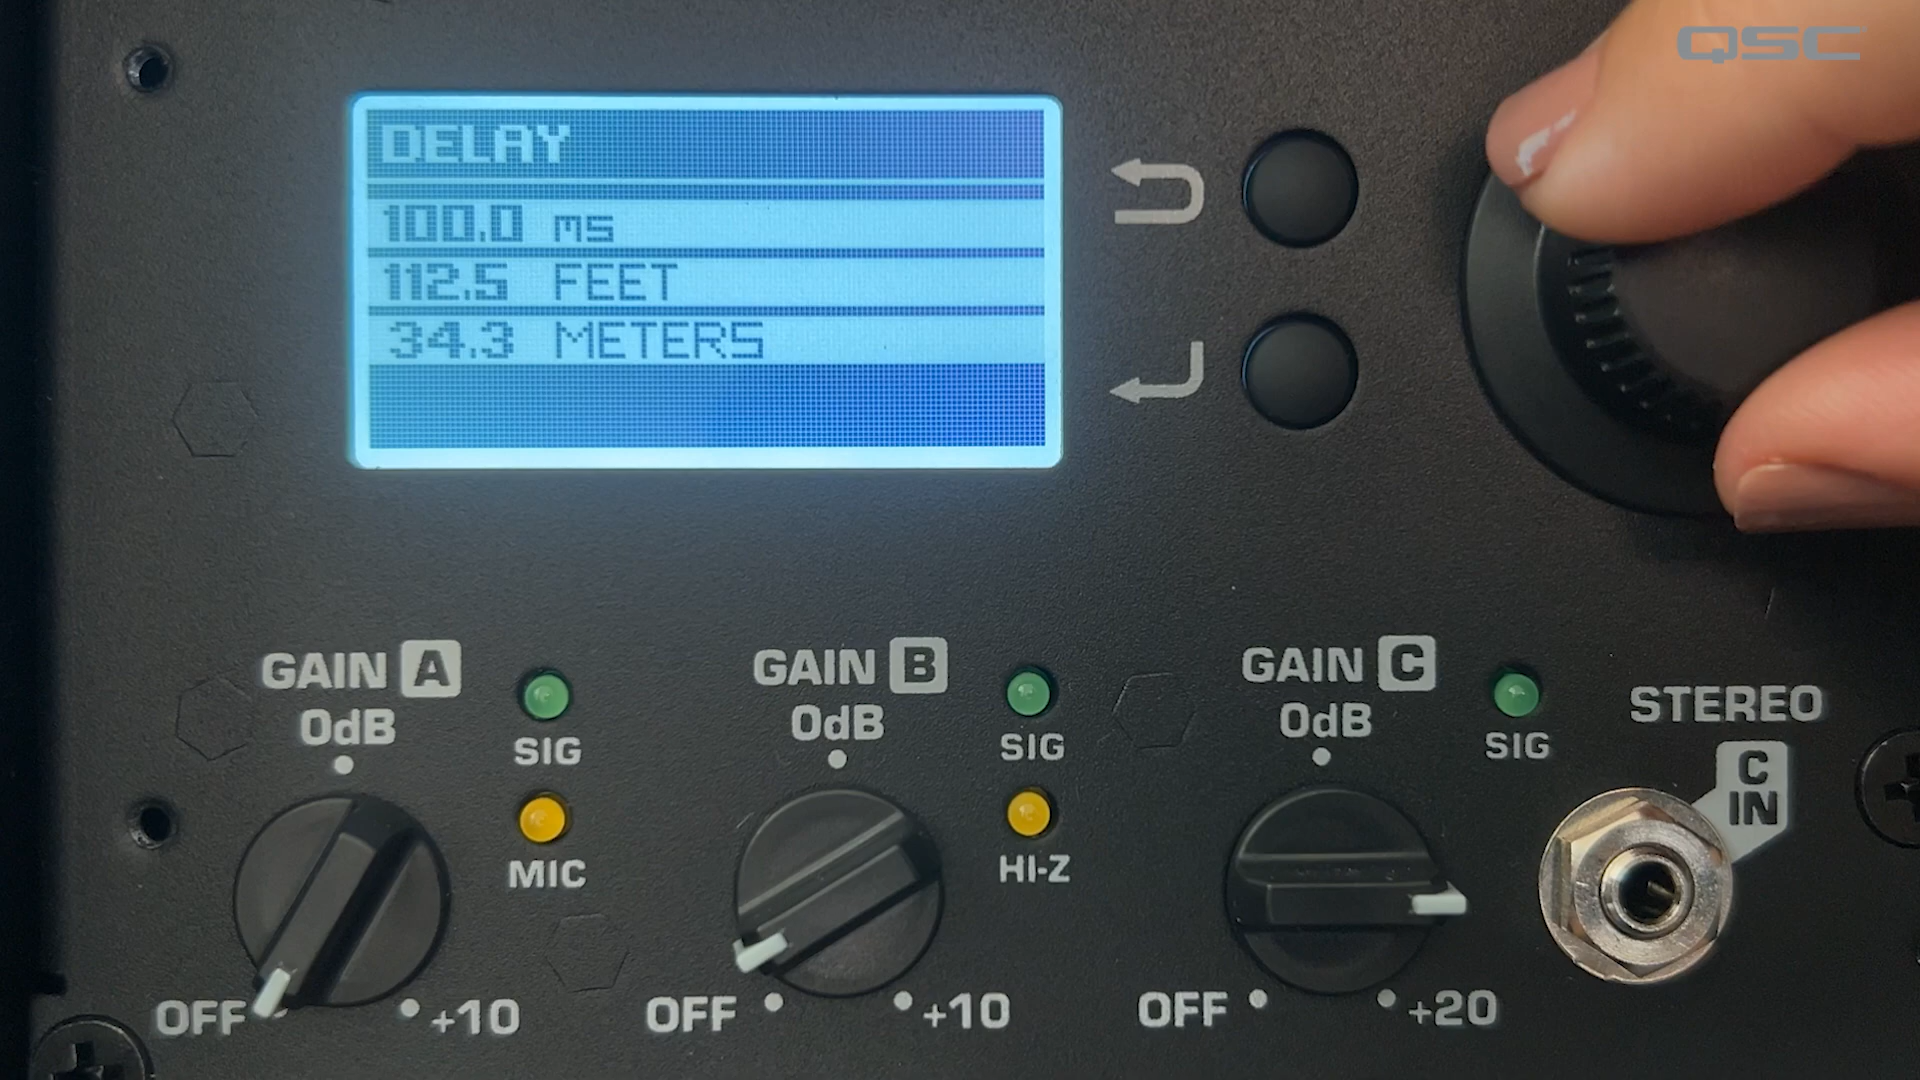 QSC
DELAY
100.0 ms
112.5 FEET
34.3 METERS
GAIN A
0dB
SIG
MIC
OFF
+10
GAIN B
0dB
SIG
HI-Z
OFF
+10
GAIN C
0dB
SIG
OFF
+20
STEREO
C
IN